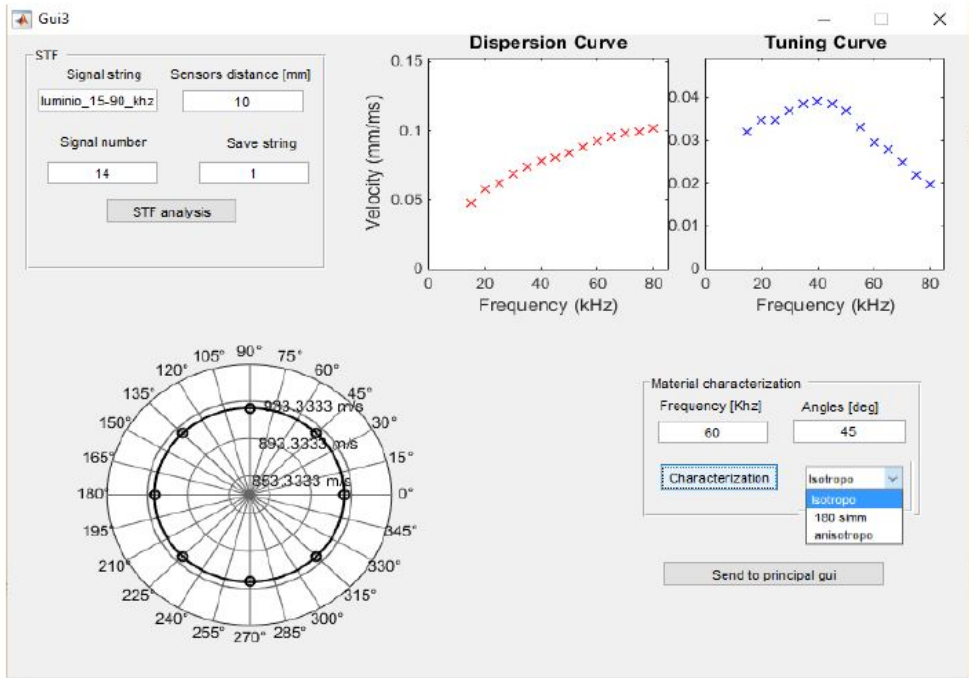 Gui3
STF
Signal string
Sensors distance [mm]
luminio_15-90_khz
10
Signal number
Save string
14
1
STF analysis
Dispersion Curve
Velocity (mm/ms)
0.15
0.1
0.05
0
0 20 40 60 80
Frequency (kHz)
Tuning Curve
0.04
0.03
0.02
0.01
0
0 20 40 60 80
Frequency (kHz)
90°
105° 75°
120° 60°
135° 45°
150° 30°
165° 15°
180° 0°
195° 345°
210° 330°
225° 315°
240° 300°
255° 270° 285°
933.3333 m/s
893.3333 m/s
853.3333 m/s
Material characterization
Frequency [Khz]
Angles [deg]
60
45
Characterization
Isotropo
Isotropo
180 simm
anisotropo
Send to principal gui